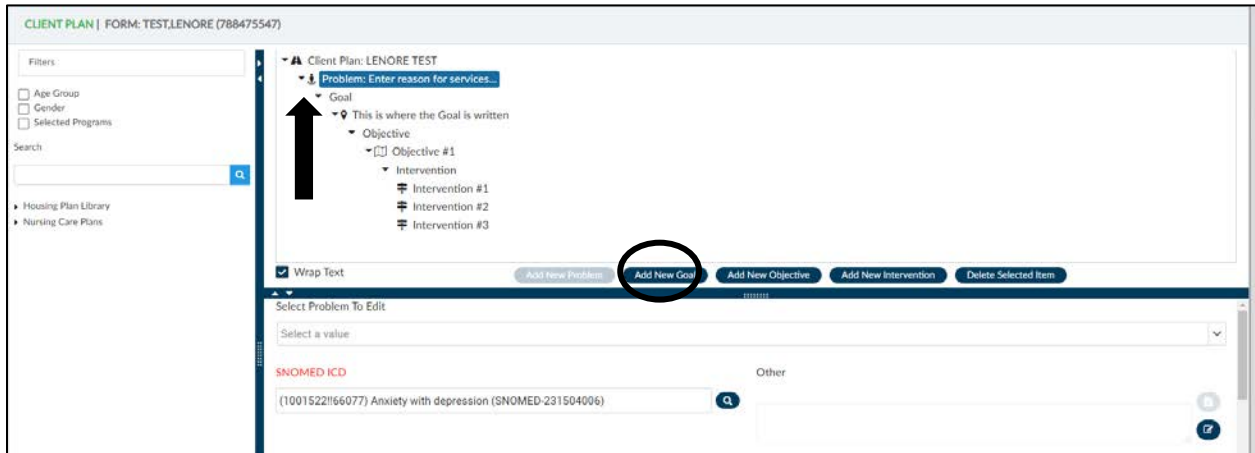 CLIENT PLAN | FORM: TEST,LENORE (788475547)
Filters
Age Group
Gender
Selected Programs
Search
Housing Plan Library
Nursing Care Plans
Client Plan: LENORE TEST
Problem: Enter reason for services...
Goal
This is where the Goal is written
Objective
Objective #1
Intervention
Intervention #1
Intervention #2
Intervention #3
Wrap Text
Add New Problem Add New Goal Add New Objective Add New Intervention Delete Selected Item
Select Problem To Edit
Select a value
SNOMED ICD Other
(1001522!!66077) Anxiety with depression (SNOMED-231504006)